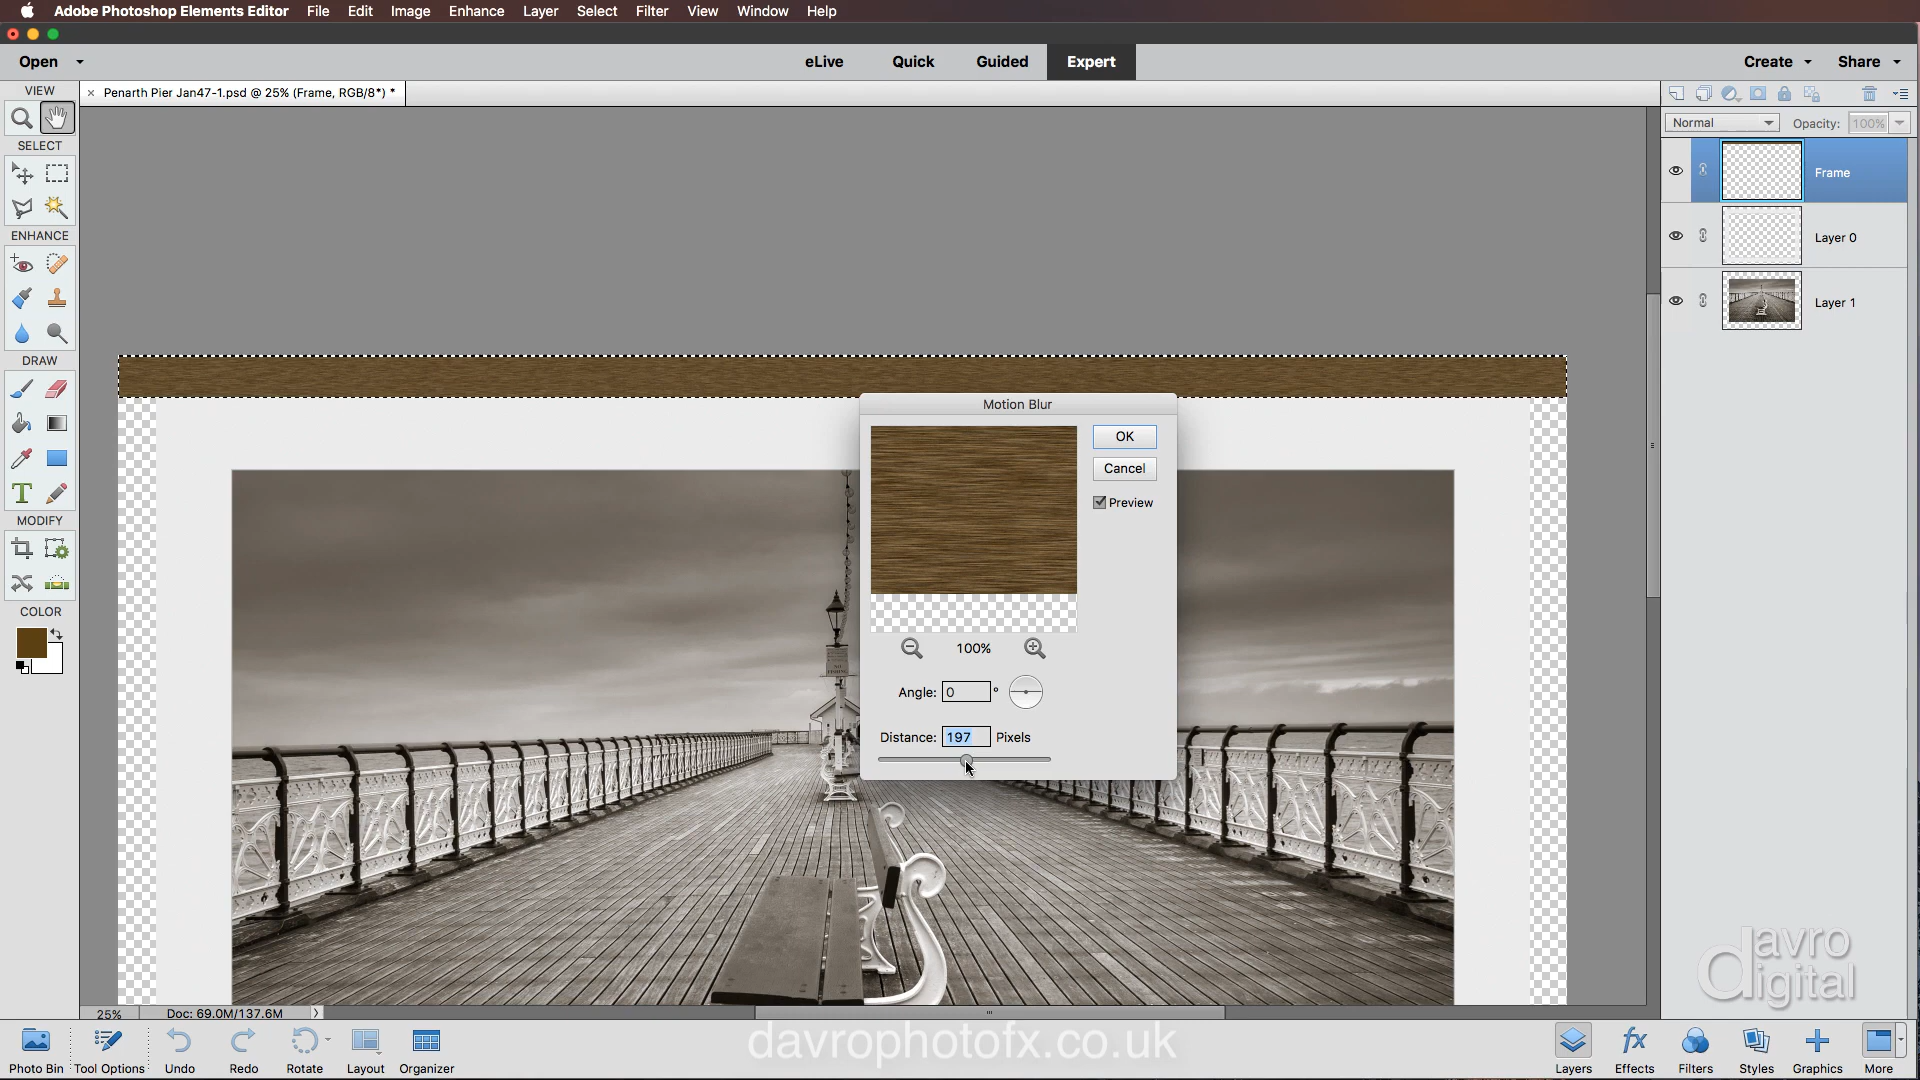 Adobe Photoshop Elements Editor File Edit Image Enhance Layer Select Filter View Window Help
Open eLive Quick Guided Expert Create Share
× Penarth Pier Jan47-1.psd @ 25% (Frame, RGB/8*) *
VIEW
SELECT
ENHANCE
DRAW
MODIFY
COLOR
Normal Opacity: 100%
Frame
Layer 0
Layer 1
Motion Blur
OK
Cancel
Preview
100%
Angle: 0 °
Distance: 197 Pixels
NO
FISHING
25% Doc: 69.0M/137.6M
davro
digital
davrophotofx.co.uk
Photo Bin Tool Options Undo Redo Rotate Layout Organizer
Layers Effects Filters Styles Graphics More